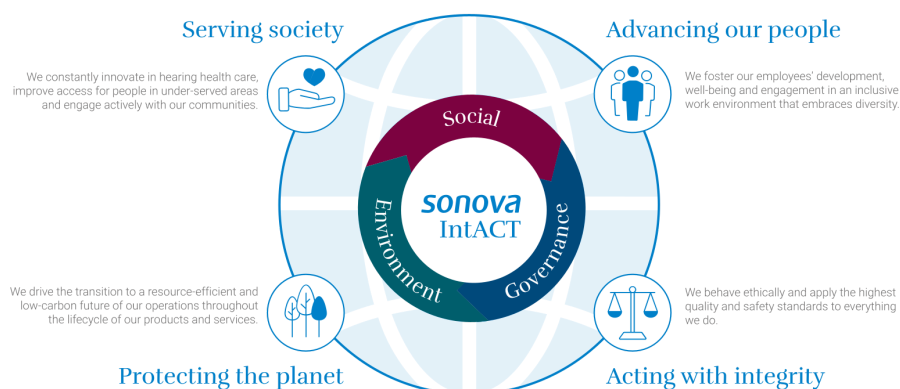 Serving society
We constantly innovate in hearing health care,
improve access for people in under-served areas
and engage actively with our communities.
Advancing our people
We foster our employees' development,
well-being and engagement in an inclusive
work environment that embraces diversity.
Social
Environment
Governance
sonova
IntACT
We drive the transition to a resource-efficient and
low-carbon future of our operations throughout
the lifecycle of our products and services.
Protecting the planet
We behave ethically and apply the highest
quality and safety standards to everything
we do.
Acting with integrity